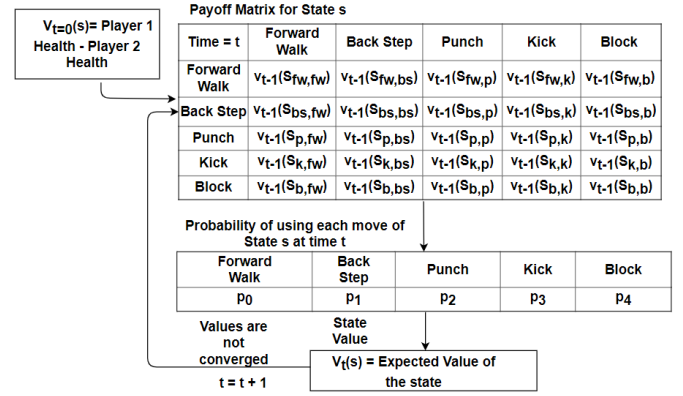 Payoff Matrix for State s
V_{t=0}(s)= Player 1
Health - Player 2
Health
Time = t Forward Walk Back Step Punch Kick Block
Forward Walk v_{t-1}(S_{fw,fw}) v_{t-1}(S_{fw,bs}) v_{t-1}(S_{fw,p}) v_{t-1}(S_{fw,k}) v_{t-1}(S_{fw,b})
Back Step v_{t-1}(S_{bs,fw}) v_{t-1}(S_{bs,bs}) v_{t-1}(S_{bs,p}) v_{t-1}(S_{bs,k}) v_{t-1}(S_{bs,b})
Punch v_{t-1}(S_{p,fw}) v_{t-1}(S_{p,bs}) v_{t-1}(S_{p,p}) v_{t-1}(S_{p,k}) v_{t-1}(S_{p,b})
Kick v_{t-1}(S_{k,fw}) v_{t-1}(S_{k,bs}) v_{t-1}(S_{k,p}) v_{t-1}(S_{k,k}) v_{t-1}(S_{k,b})
Block v_{t-1}(S_{b,fw}) v_{t-1}(S_{b,bs}) v_{t-1}(S_{b,p}) v_{t-1}(S_{b,k}) v_{t-1}(S_{b,b})
Probability of using each move of
State s at time t
Forward Walk Back Step Punch Kick Block
p0 p1 p2 p3 p4
Values are
not
converged
t = t + 1
State
Value
V_t(s) = Expected Value of
the state